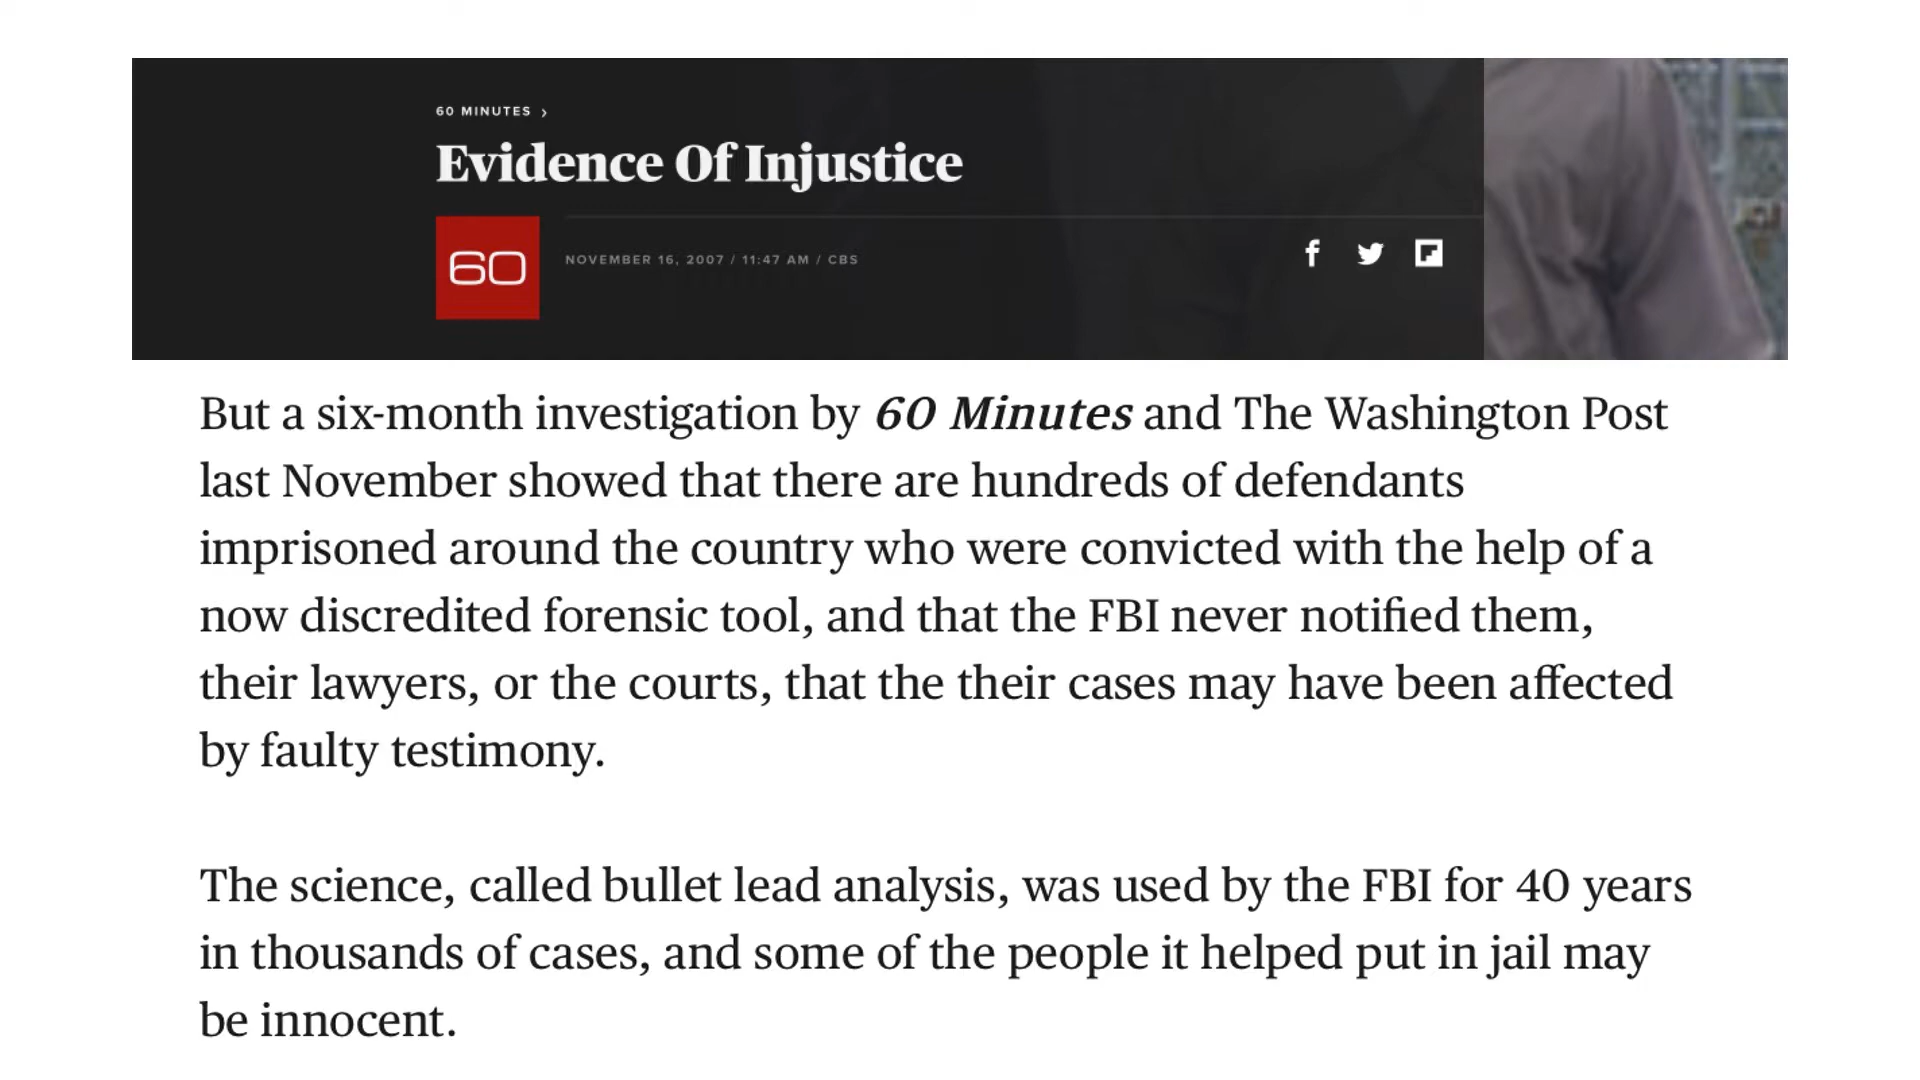 60 MINUTES >
Evidence Of Injustice
60
NOVEMBER 16, 2007 / 11:47 AM / CBS
But a six-month investigation by 60 Minutes and The Washington Post
last November showed that there are hundreds of defendants
imprisoned around the country who were convicted with the help of a
now discredited forensic tool, and that the FBI never notified them,
their lawyers, or the courts, that the their cases may have been affected
by faulty testimony.
The science, called bullet lead analysis, was used by the FBI for 40 years
in thousands of cases, and some of the people it helped put in jail may
be innocent.